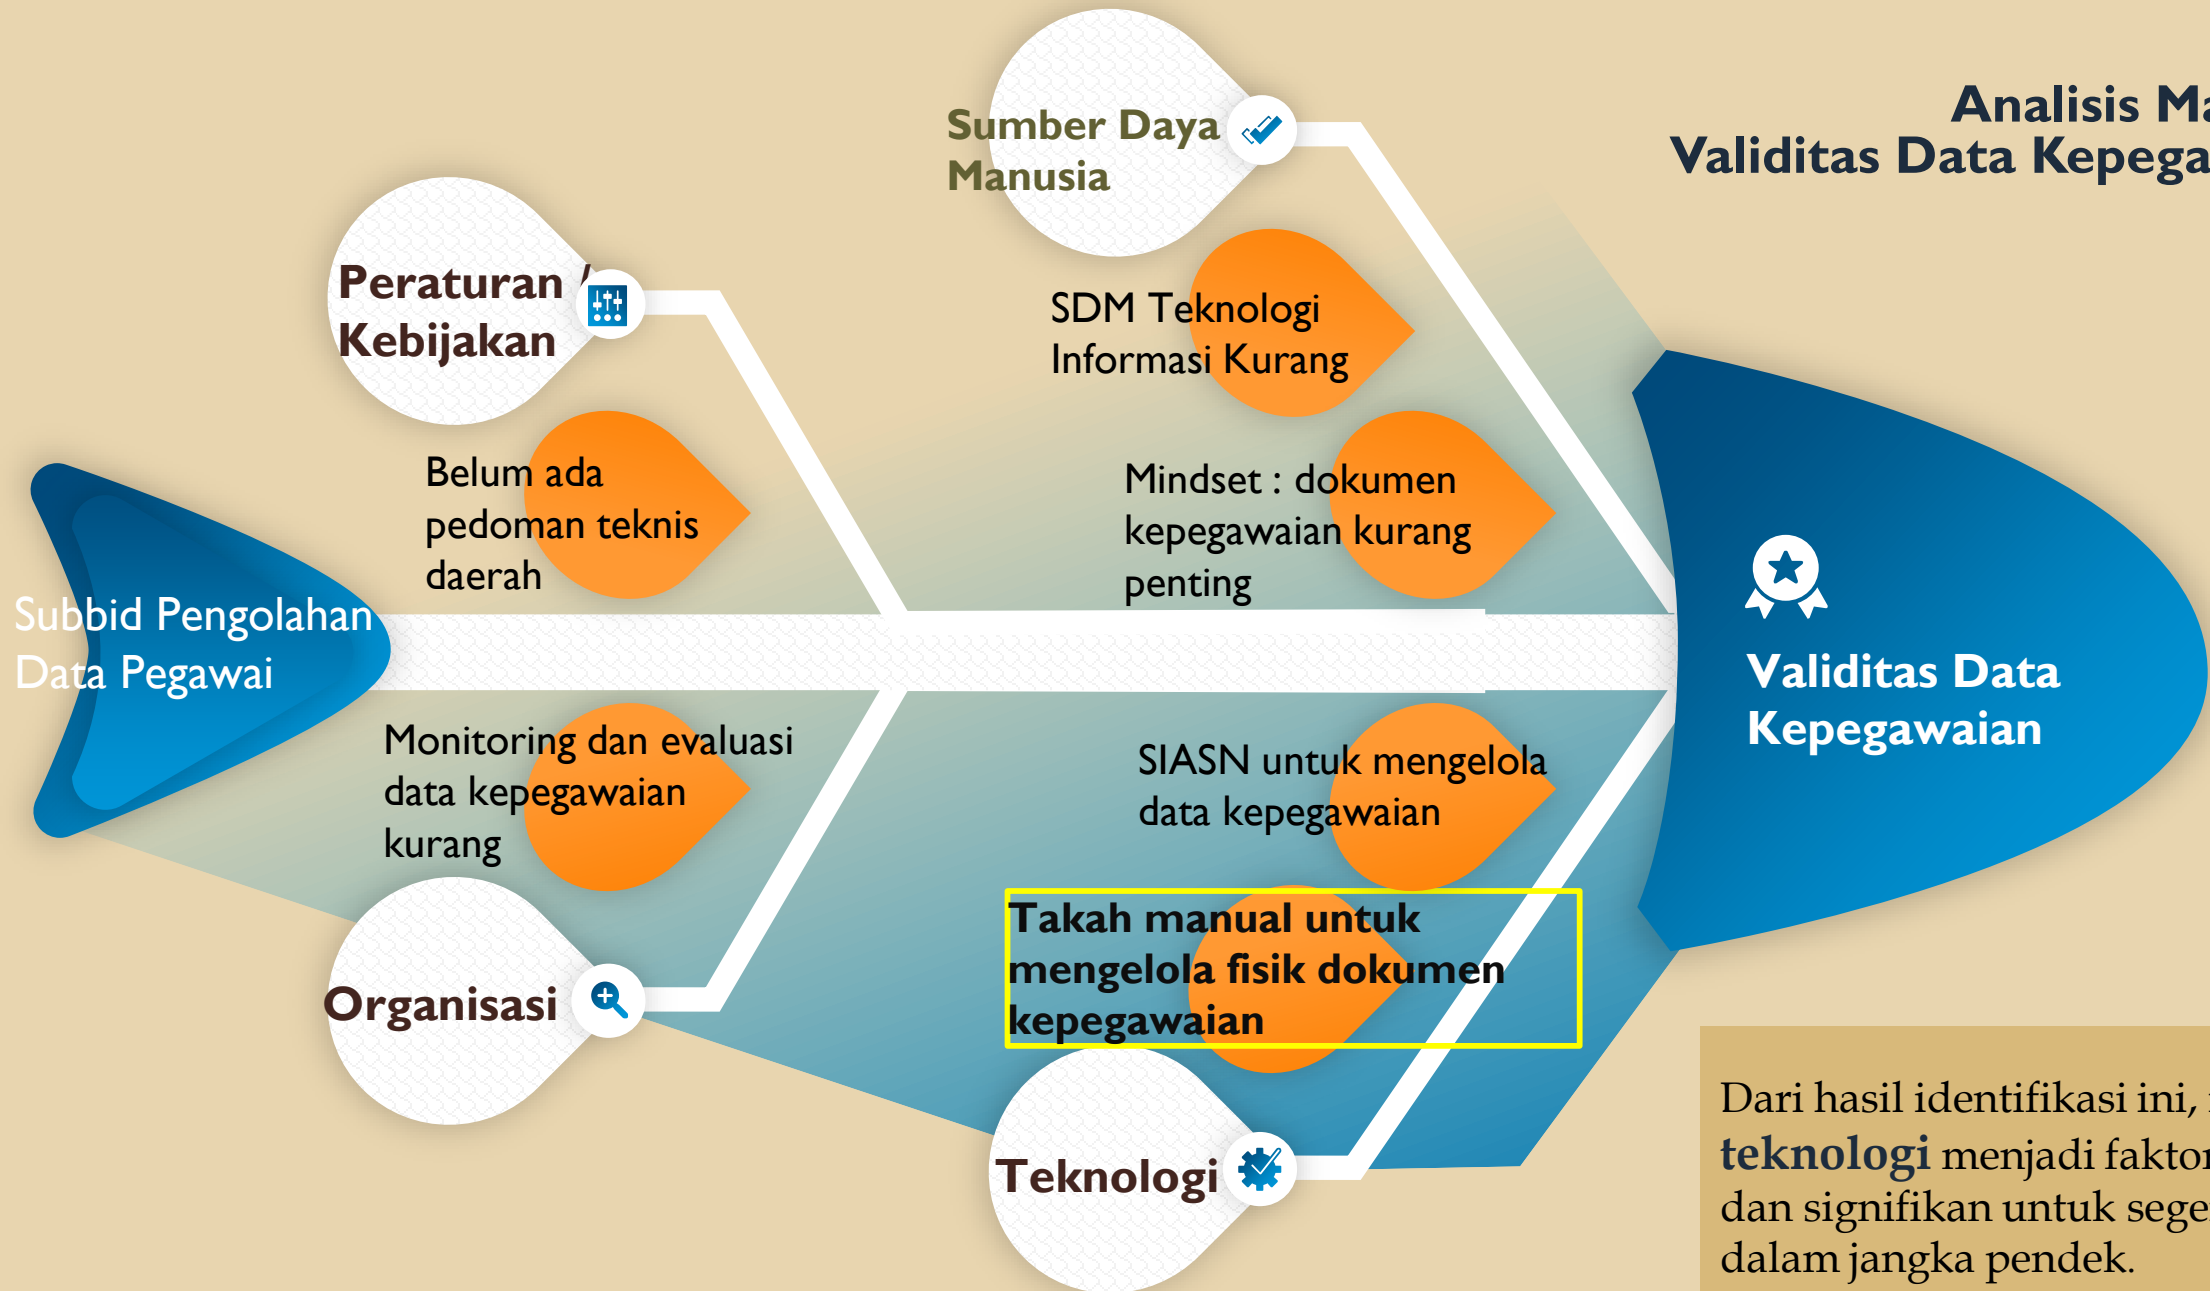 Analisis
Validitas Data
Sumber Daya
Manusia
Peraturan /
Kebijakan
SDM Teknologi
Informasi Kurang
Belum ada
pedoman teknis
daerah
Mindset : dokumen
kepegawaian kurang
penting
Subbid Pengolahan
Data Pegawai
Validitas Data
Kepegawaian
Monitoring dan evaluasi
data kepegawaian
kurang
SIASN untuk mengelola
data kepegawaian
Takah manual untuk
mengelola fisik dokumen
kepegawaian
Organisasi
Teknologi
Dari hasil identifikasi ini,
teknologi menjadi faktor
dan signifikan untuk
dalam jangka pendek.